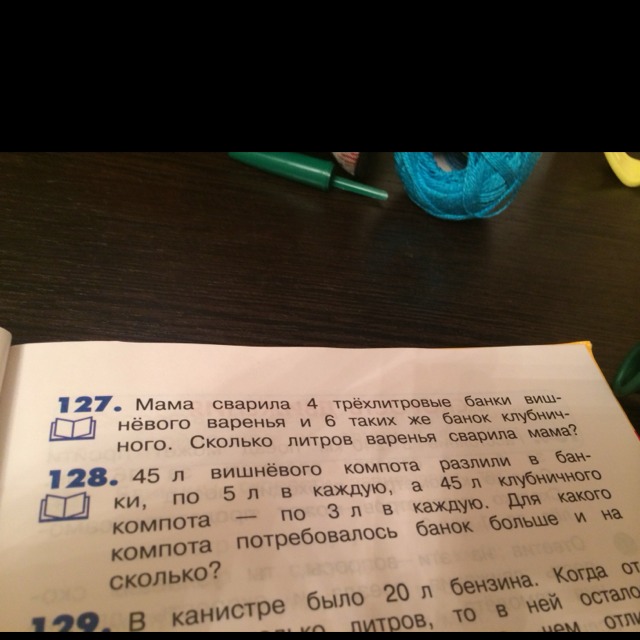 127. Мама сварила 4 трёхлитровые банки виш-
нёвого варенья и 6 таких же банок клубнич-
ного. Сколько литров варенья сварила мама?
128. 45 л вишнёвого компота разлили в бан-
ки, по 5 л в каждую, а 45 л клубничного
компота — по 3 л в каждую. Для какого
компота потребовалось банок больше и на
сколько?
129. В канистре было 20 л бензина. Когда от
литров, то в ней остало
чем